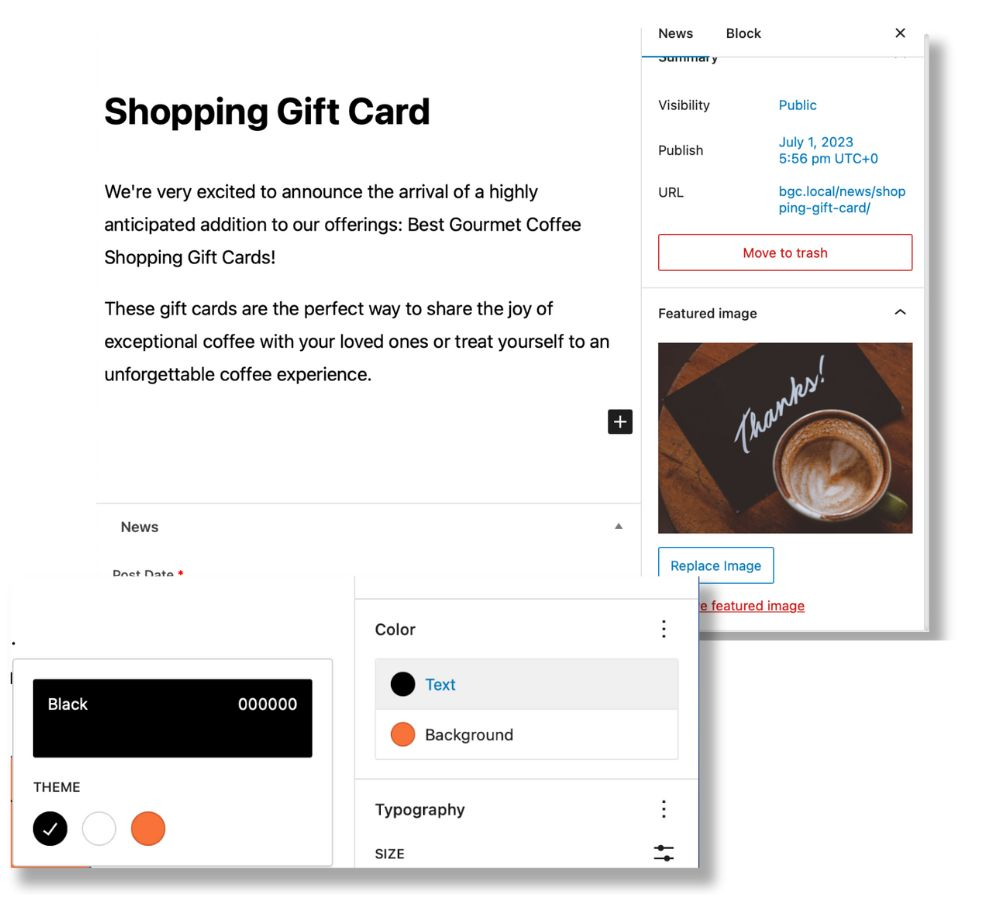 News Block
Summary
Shopping Gift Card
We're very excited to announce the arrival of a highly
anticipated addition to our offerings: Best Gourmet Coffee
Shopping Gift Cards!
These gift cards are the perfect way to share the joy of
exceptional coffee with your loved ones or treat yourself to an
unforgettable coffee experience.
News
Post Date *
Visibility Public
Publish July 1, 2023
5:56 pm UTC+0
URL bgc.local/news/shop
ping-gift-card/
Move to trash
Featured image
Thanks!
Replace Image
featured image
Color
Text
Background
Typography
SIZE
Black 000000
THEME